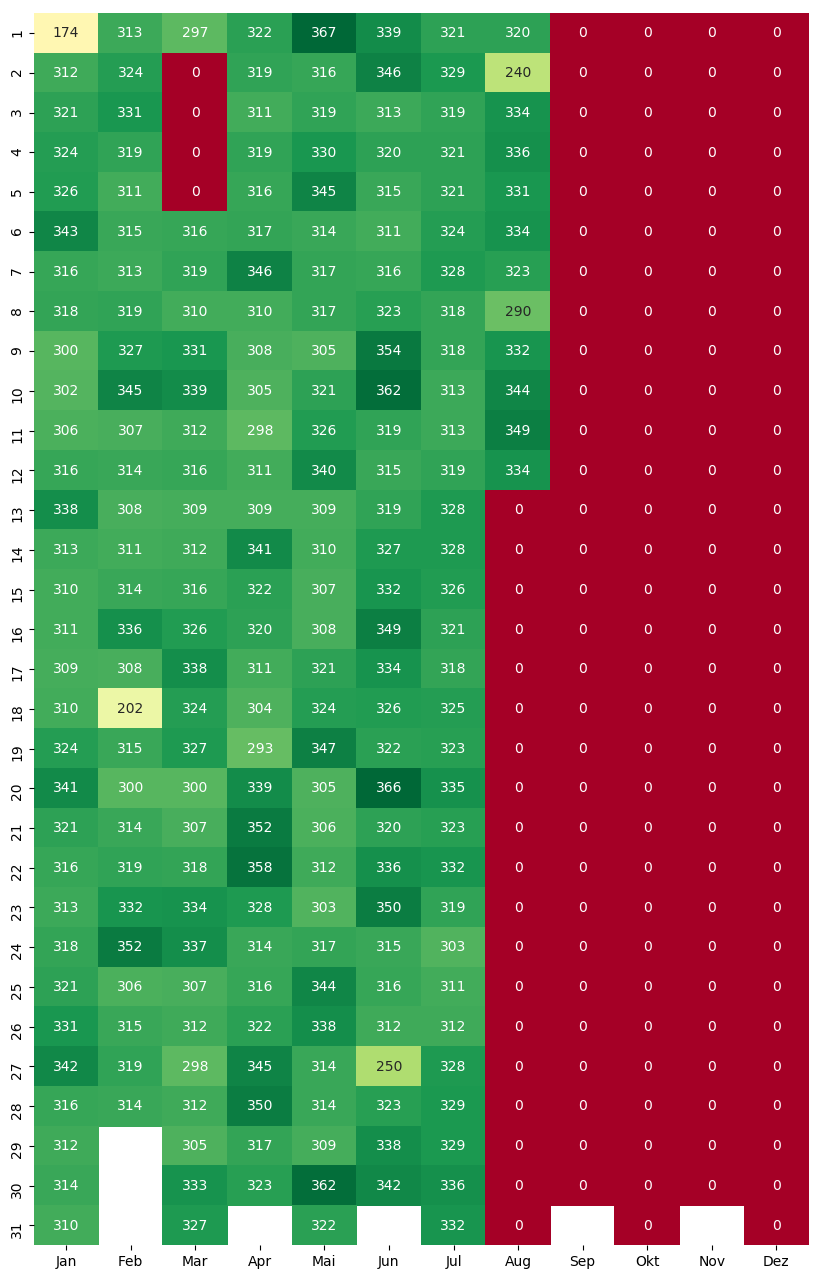 1 174 313 297 322 367 339 321 320 0 0 0 0
2 312 324 0 319 316 346 329 240 0 0 0 0
3 321 331 0 311 319 313 319 334 0 0 0 0
4 324 319 0 319 330 320 321 336 0 0 0 0
5 326 311 0 316 345 315 321 331 0 0 0 0
6 343 315 316 317 314 311 324 334 0 0 0 0
7 316 313 319 346 317 316 328 323 0 0 0 0
8 318 319 310 310 317 323 318 290 0 0 0 0
9 300 327 331 308 305 354 318 332 0 0 0 0
10 302 345 339 305 321 362 313 344 0 0 0 0
11 306 307 312 298 326 319 313 349 0 0 0 0
12 316 314 316 311 340 315 319 334 0 0 0 0
13 338 308 309 309 309 319 328 0 0 0 0 0
14 313 311 312 341 310 327 328 0 0 0 0 0
15 310 314 316 322 307 332 326 0 0 0 0 0
16 311 336 326 320 308 349 321 0 0 0 0 0
17 309 308 338 311 321 334 318 0 0 0 0 0
18 310 202 324 304 324 326 325 0 0 0 0 0
19 324 315 327 293 347 322 323 0 0 0 0 0
20 341 300 300 339 305 366 335 0 0 0 0 0
21 321 314 307 352 306 320 323 0 0 0 0 0
22 316 319 318 358 312 336 332 0 0 0 0 0
23 313 332 334 328 303 350 319 0 0 0 0 0
24 318 352 337 314 317 315 303 0 0 0 0 0
25 321 306 307 316 344 316 311 0 0 0 0 0
26 331 315 312 322 338 312 312 0 0 0 0 0
27 342 319 298 345 314 250 328 0 0 0 0 0
28 316 314 312 350 314 323 329 0 0 0 0 0
29 312 305 317 309 338 329 0 0 0 0 0
30 314 333 323 362 342 336 0 0 0 0 0
31 310 327 322 332 0 0 0
Jan Feb Mar Apr Mai Jun Jul Aug Sep Okt Nov Dez